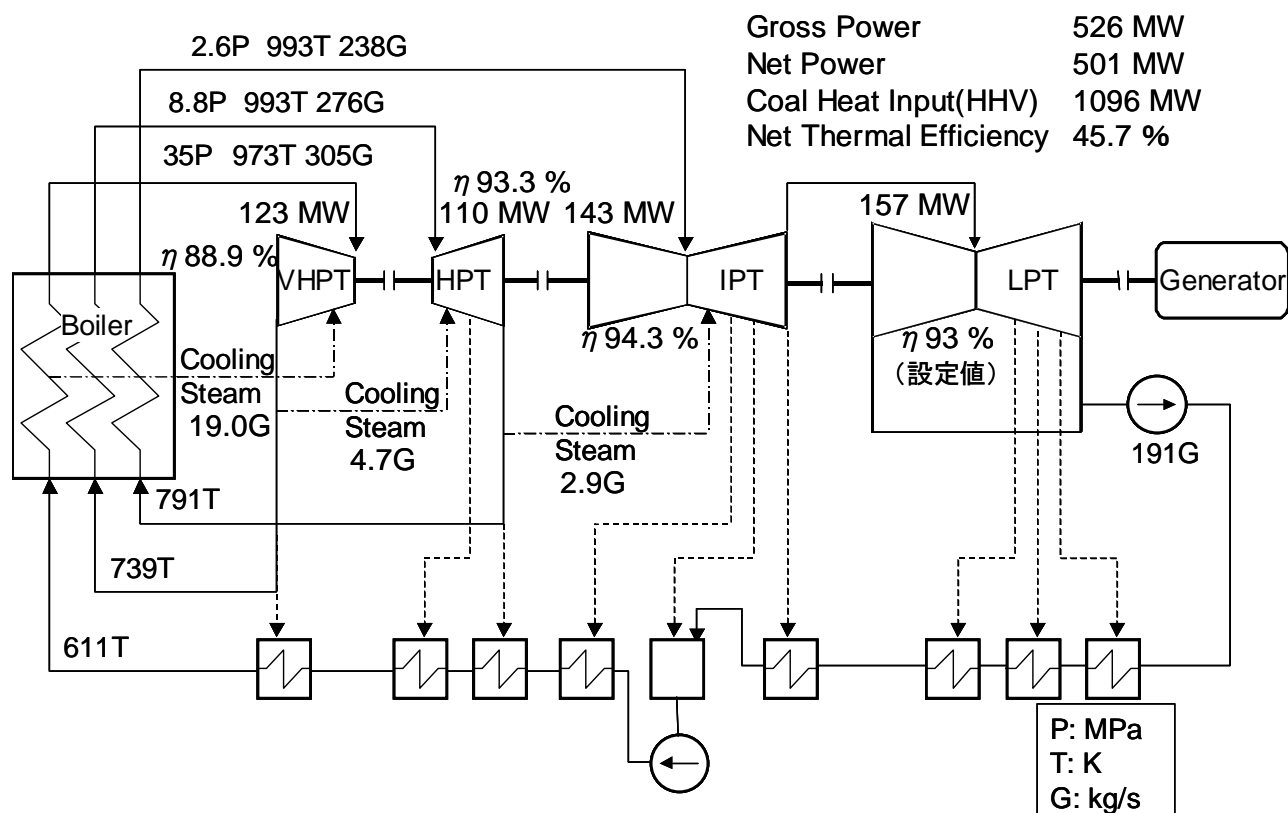 Gross Power 526 MW
Net Power 501 MW
Coal Heat Input(HHV) 1096 MW
Net Thermal Efficiency 45.7 %
2.6P 993T 238G
8.8P 993T 276G
35P 973T 305G
η 93.3 %
123 MW
110 MW
143 MW
157 MW
η 88.9 %
VHPT
HPT
IPT
LPT
Generator
Boiler
η 94.3 %
η 93 %
(設定値)
Cooling
Steam
19.0G
Cooling
Steam
4.7G
Cooling
Steam
2.9G
191G
791T
739T
611T
P: MPa
T: K
G: kg/s